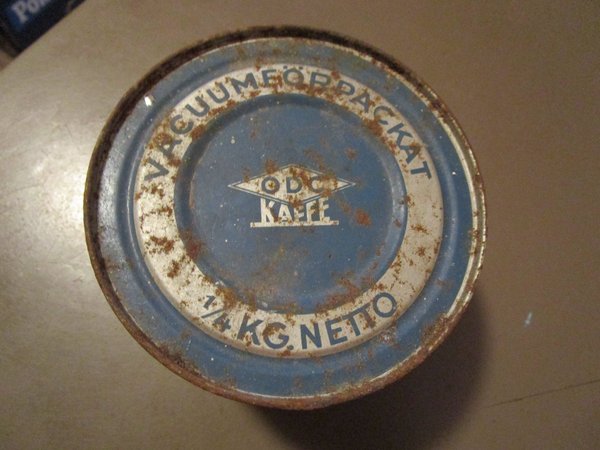 VACUUMFÖRPACKAT
ODC
KAFFE
1/4 KG. NETTO